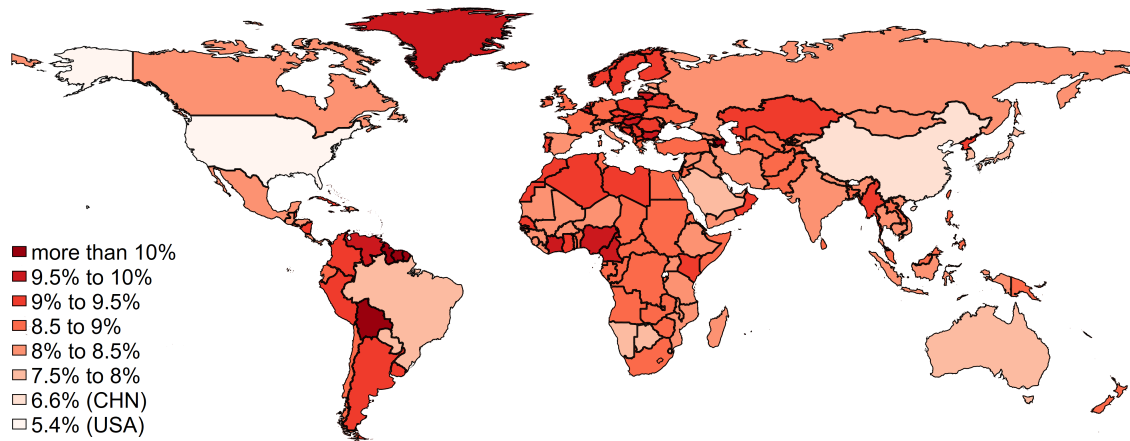 more than 10%
9.5% to 10%
9% to 9.5%
8.5 to 9%
8% to 8.5%
7.5% to 8%
6.6% (CHN)
5.4% (USA)